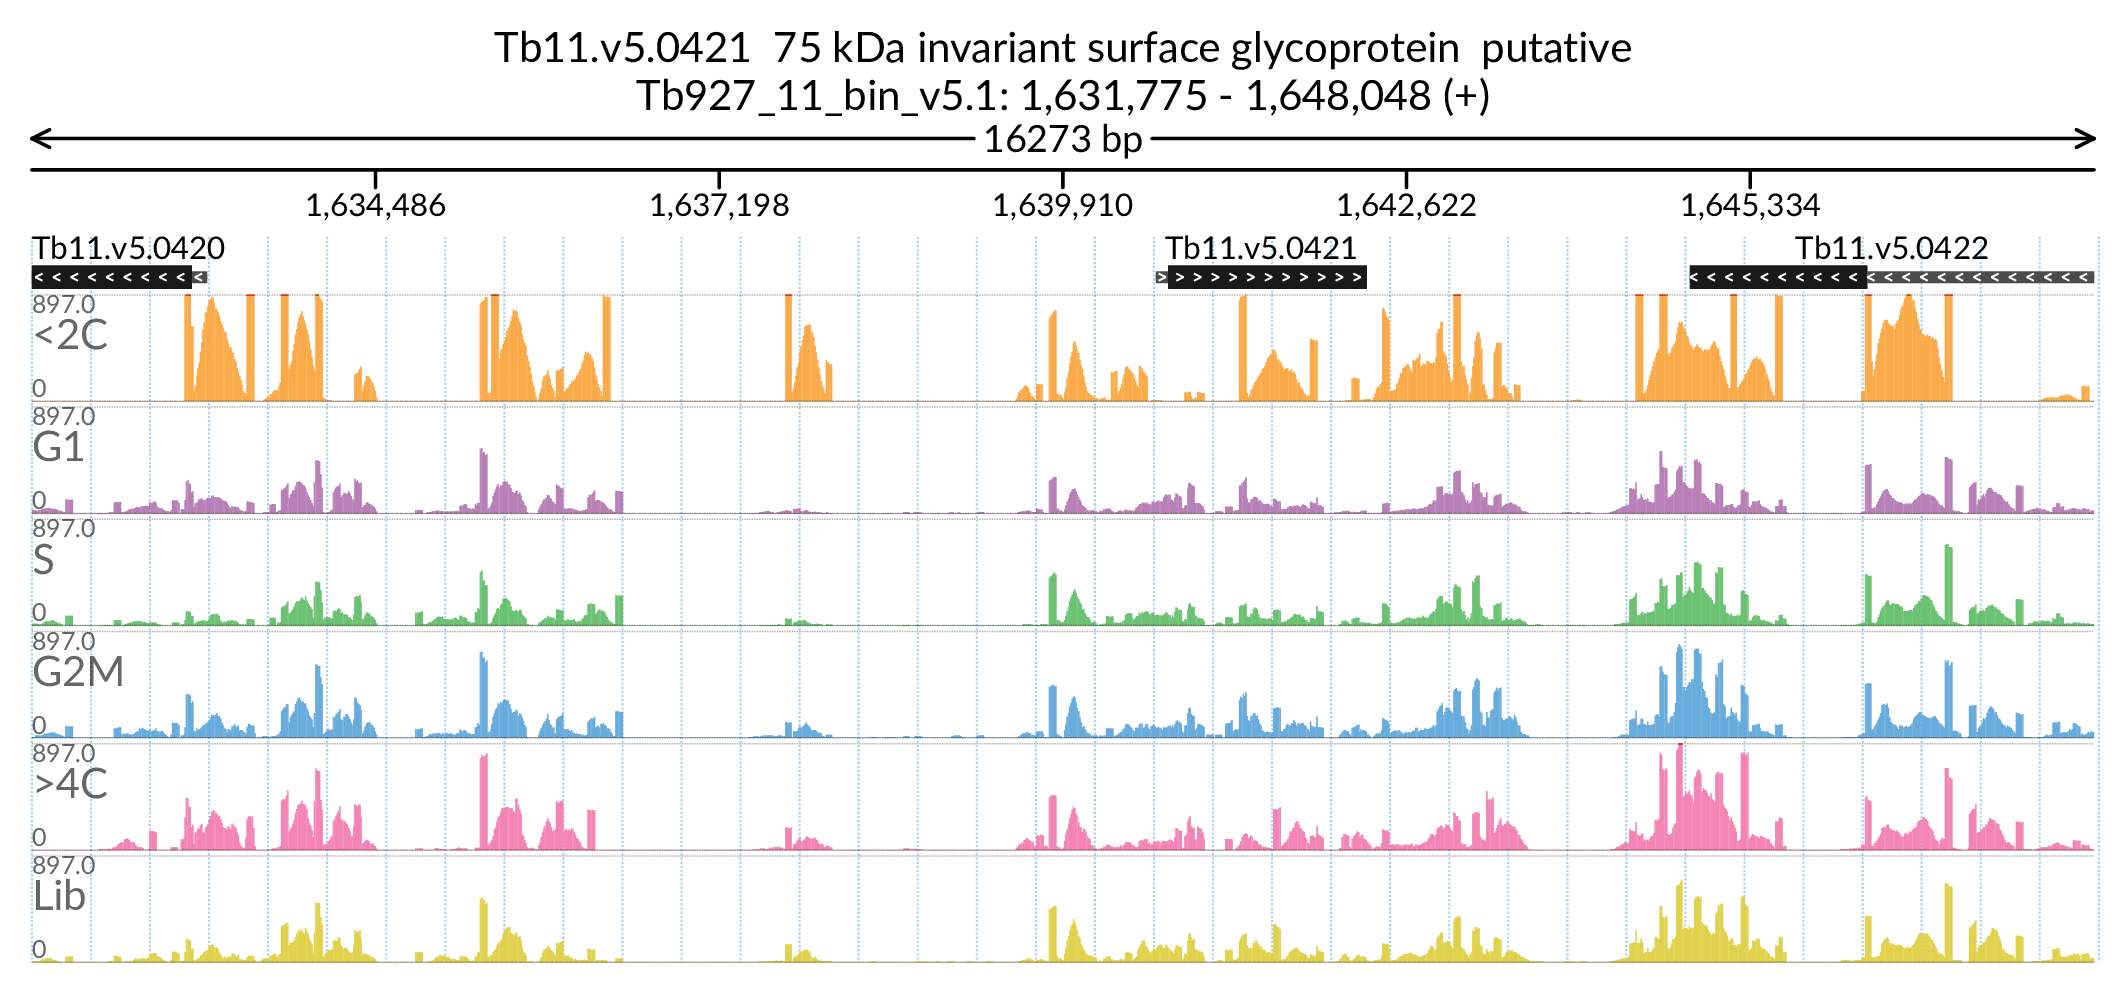 Tb11.v5.0421  75 kDa invariant surface glycoprotein  putative
Tb927_11_bin_v5.1: 1,631,775 - 1,648,048 (+)
16273 bp
1,634,486 1,637,198 1,639,910 1,642,622 1,645,334
Tb11.v5.0420 Tb11.v5.0421 Tb11.v5.0422
897.0
<2C
0
897.0
G1
0
897.0
S
0
897.0
G2M
0
897.0
>4C
0
897.0
Lib
0